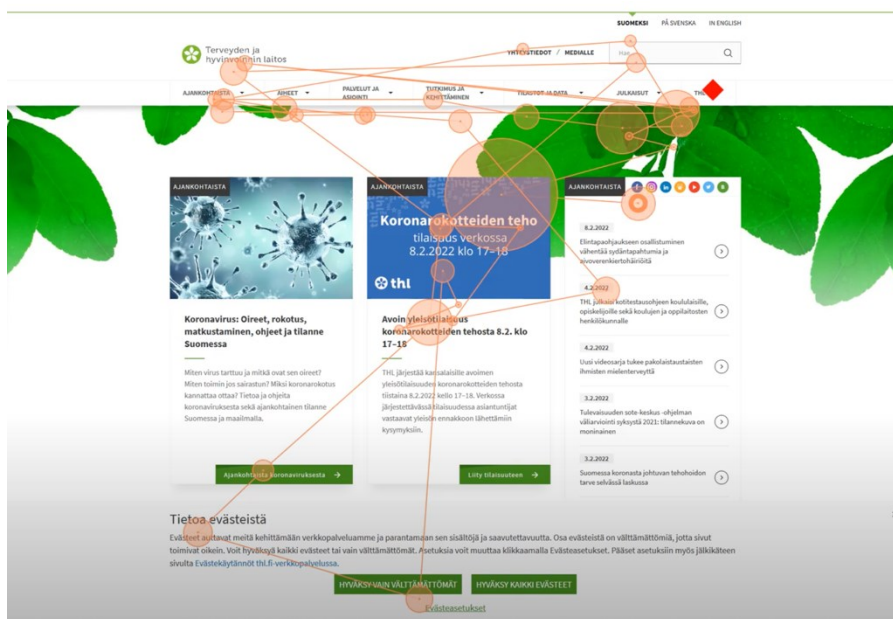 SUOMEKSI PÅ SVENSKA IN ENGLISH
Terveyden ja
hyvinvoinnin laitos
YHTEYSTIEDOT / MEDIALLE Hae
AJANKOHTAISTA AIHEET PALVELUT JA ASIOINTI TUTKIMUS JA KEHITTÄMINEN TILASTOT JA DATA JULKAISUT THL
AJANKOHTAISTA
Koronavirus: Oireet, rokotus,
matkustaminen, ohjeet ja tilanne
Suomessa
Miten virus tarttuu ja mitkä ovat sen oireet?
Miten toimin jos sairastun? Miksi koronarokotus
kannattaa ottaa? Tietoa ja ohjeita
koronaviruksesta sekä ajankohtainen tilanne
Suomessa ja maailmalla.
Ajankohtaista koronaviruksesta
AJANKOHTAISTA
Koronarokotteiden teho
tilaisuus verkossa
8.2.2022 klo 17-18
thl
Avoin yleisötilaisuus
koronarokotteiden tehosta 8.2. klo
17–18
THL järjestää kansalaisille avoimen
yleisötilaisuuden koronarokotteiden tehosta
tiistaina 8.2.2022 kello 17–18. Verkossa
järjestettävässä tilaisuudessa asiantuntijat
vastaavat yleisön ennakkoon lähettämiin
kysymyksiin.
Liity tilaisuuteen
AJANKOHTAISTA
8.2.2022
Elintapaohjaukseen osallistuminen
vähentää sydäntapahtumia ja
aivoverenkiertohäiriöitä
4.2.2022
THL julkaisi kotitestausohjeen koululaisille,
opiskelijoille sekä koulujen ja oppilaitosten
henkilökunnalle
4.2.2022
Uusi videosarja tukee pakolaistaustaisten
ihmisten mielenterveyttä
3.2.2022
Tulevaisuuden sote-keskus -ohjelman
väliarviointi syksystä 2021: tilannekuva on
moninainen
3.2.2022
Suomessa koronasta johtuvan tehohoidon
tarve selvässä laskussa
Tietoa evästeistä
Evästeet auttavat meitä kehittämään verkkopalveluamme ja parantamaan sen sisältöjä ja saavutettavuutta. Osa evästeistä on välttämättömiä, jotta sivut
toimivat oikein. Voit hyväksyä kaikki evästeet tai vain välttämättömät. Asetuksia voit muuttaa klikkaamalla Evästeasetukset. Pääset asetuksiin myös jälkikäteen
sivulta Evästekäytännöt thl.fi-verkkopalvelussa.
HYVÄKSY VAIN VÄLTTÄMÄTTÖMÄT HYVÄKSY KAIKKI EVÄSTEET
Evästeasetukset